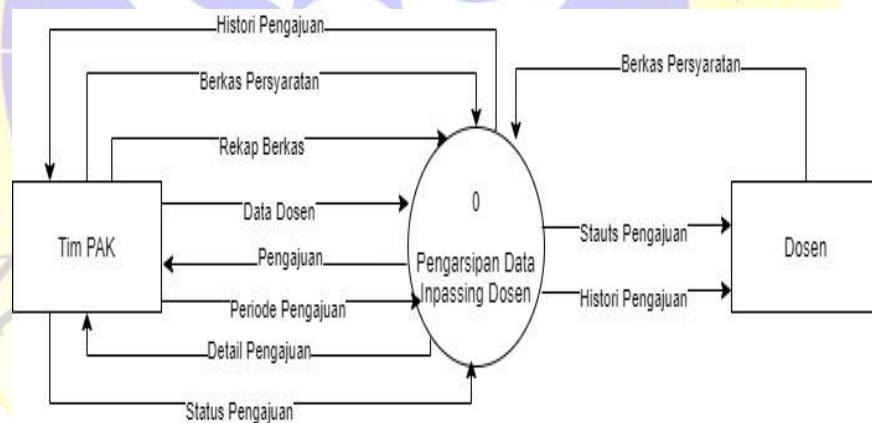 Histori Pengajuan
Berkas Persyaratan
Berkas Persyaratan
Rekap Berkas
Data Dosen
Pengajuan
Periode Pengajuan
Detail Pengajuan
Status Pengajuan
Tim PAK
0
Pengarsipan Data
Inpassing Dosen
Stauts Pengajuan
Histori Pengajuan
Dosen